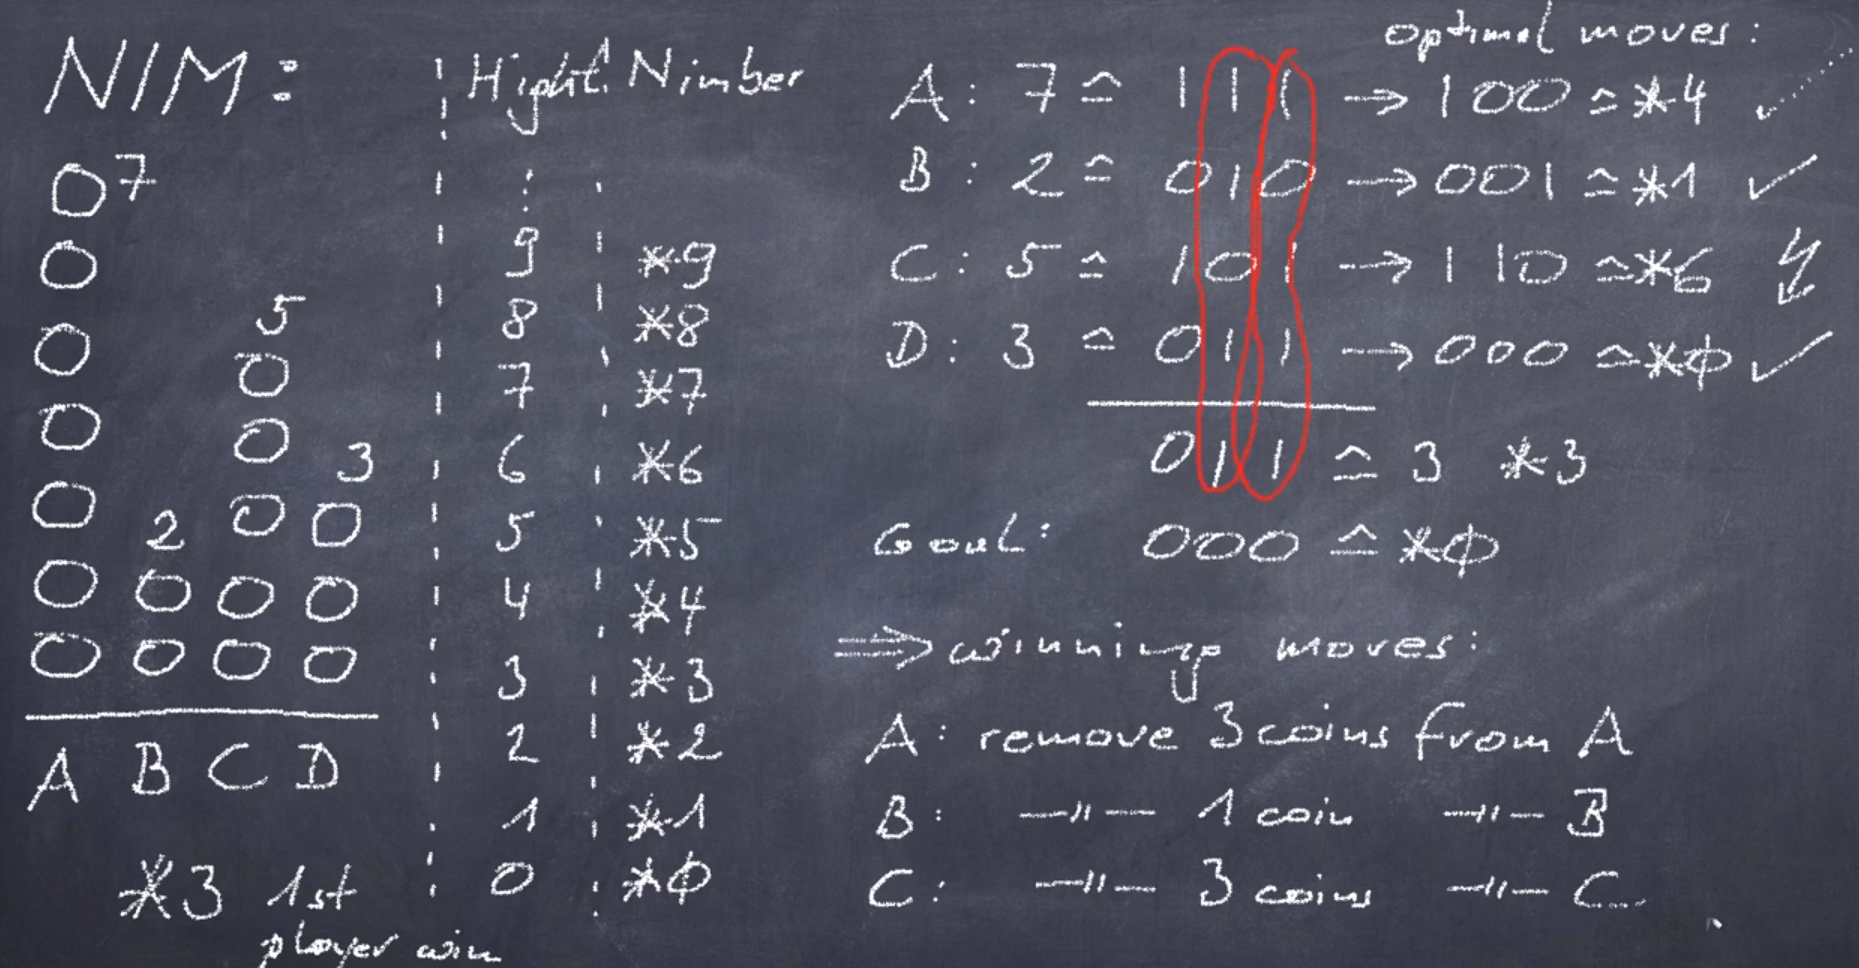 NIM:
O 7
O
O
O
O
O
O
2
O
O
5
O
O
O
O
O
3
O
O
O
A B C D
*3 1st
player win
Hight Nimber
9 *9
8 *8
7 *7
6 *6
5 *5
4 *4
3 *3
2 *2
1 *1
0 *φ
optimal moves:
A: 7 ≙ 111 → 100 ≙ *4 ✓
B: 2 ≙ 010 → 001 ≙ *1 ✓
C: 5 ≙ 101 → 110 ≙ *6 ↯
D: 3 ≙ 011 → 000 ≙ *φ ✓
011 ≙ 3 *3
Goal: 000 ≙ *φ
⇒ winning moves:
A: remove 3 coins from A
B: —"— 1 coin —"— B
C: —"— 3 coins —"— C